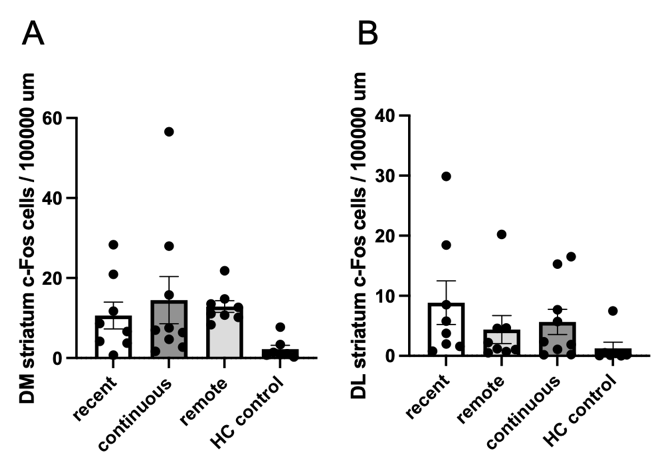 A
DM striatum c-Fos cells / 100000 um
60
40
20
0
recent
continuous
remote
HC control
B
DL striatum c-Fos cells / 100000 um
40
30
20
10
0
recent
remote
continuous
HC control